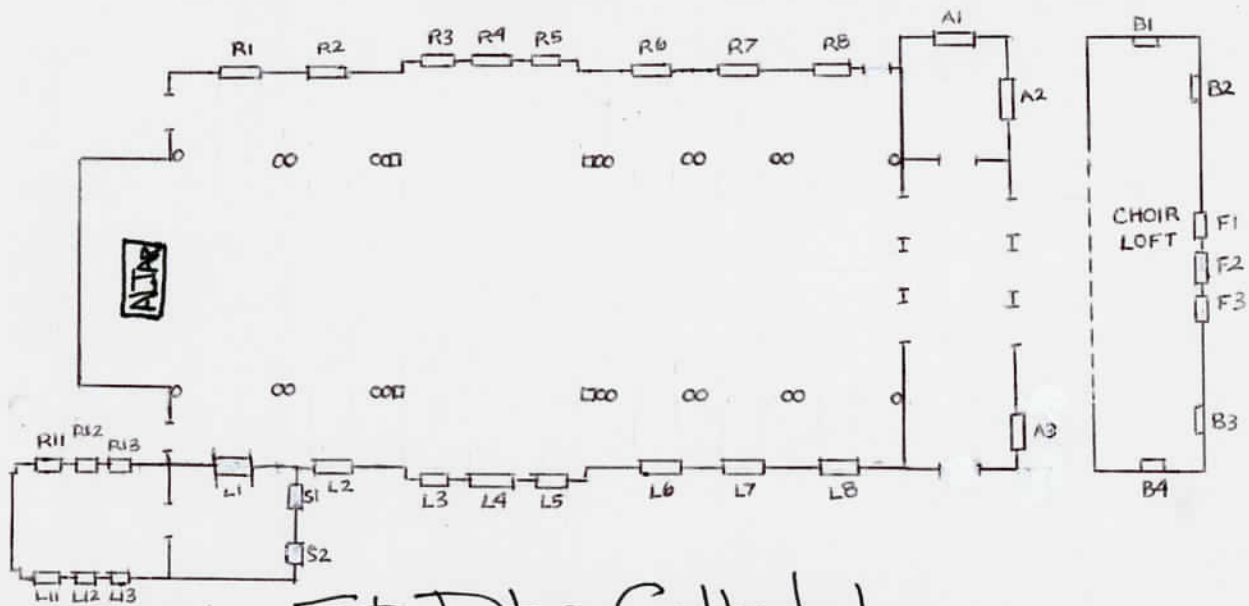 R1 R2 R3 R4 R5 R6 R7 R8 A1 B1
A2 B2
ALTAR
CHOIR
LOFT
F1
F2
F3
R11 R12 R13
L1 S1 L2 L3 L4 L5 L6 L7 L8 A3 B3
B4
S2
L11 L12 L13
Cathedral